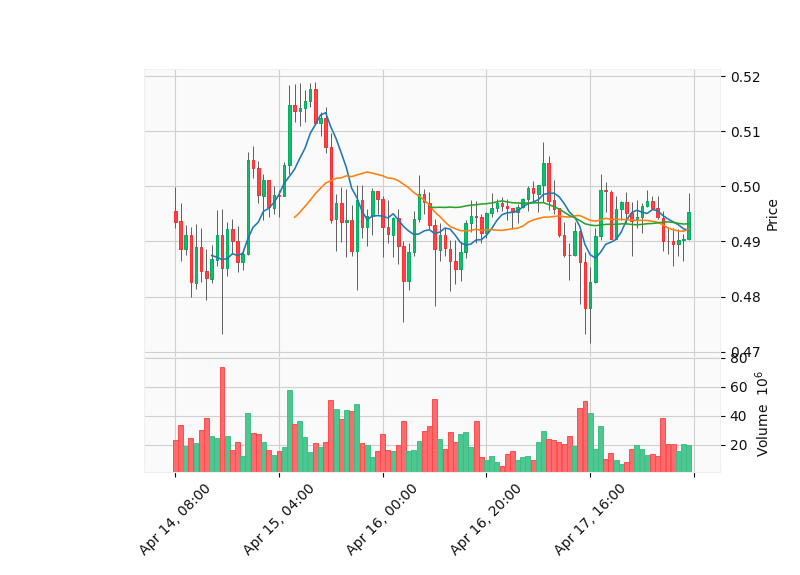 0.52
0.51
0.50
0.49
0.48
0.47
Price
80
60
40
20
Volume 10^6
Apr 14, 08:00
Apr 15, 04:00
Apr 16, 00:00
Apr 16, 20:00
Apr 17, 16:00